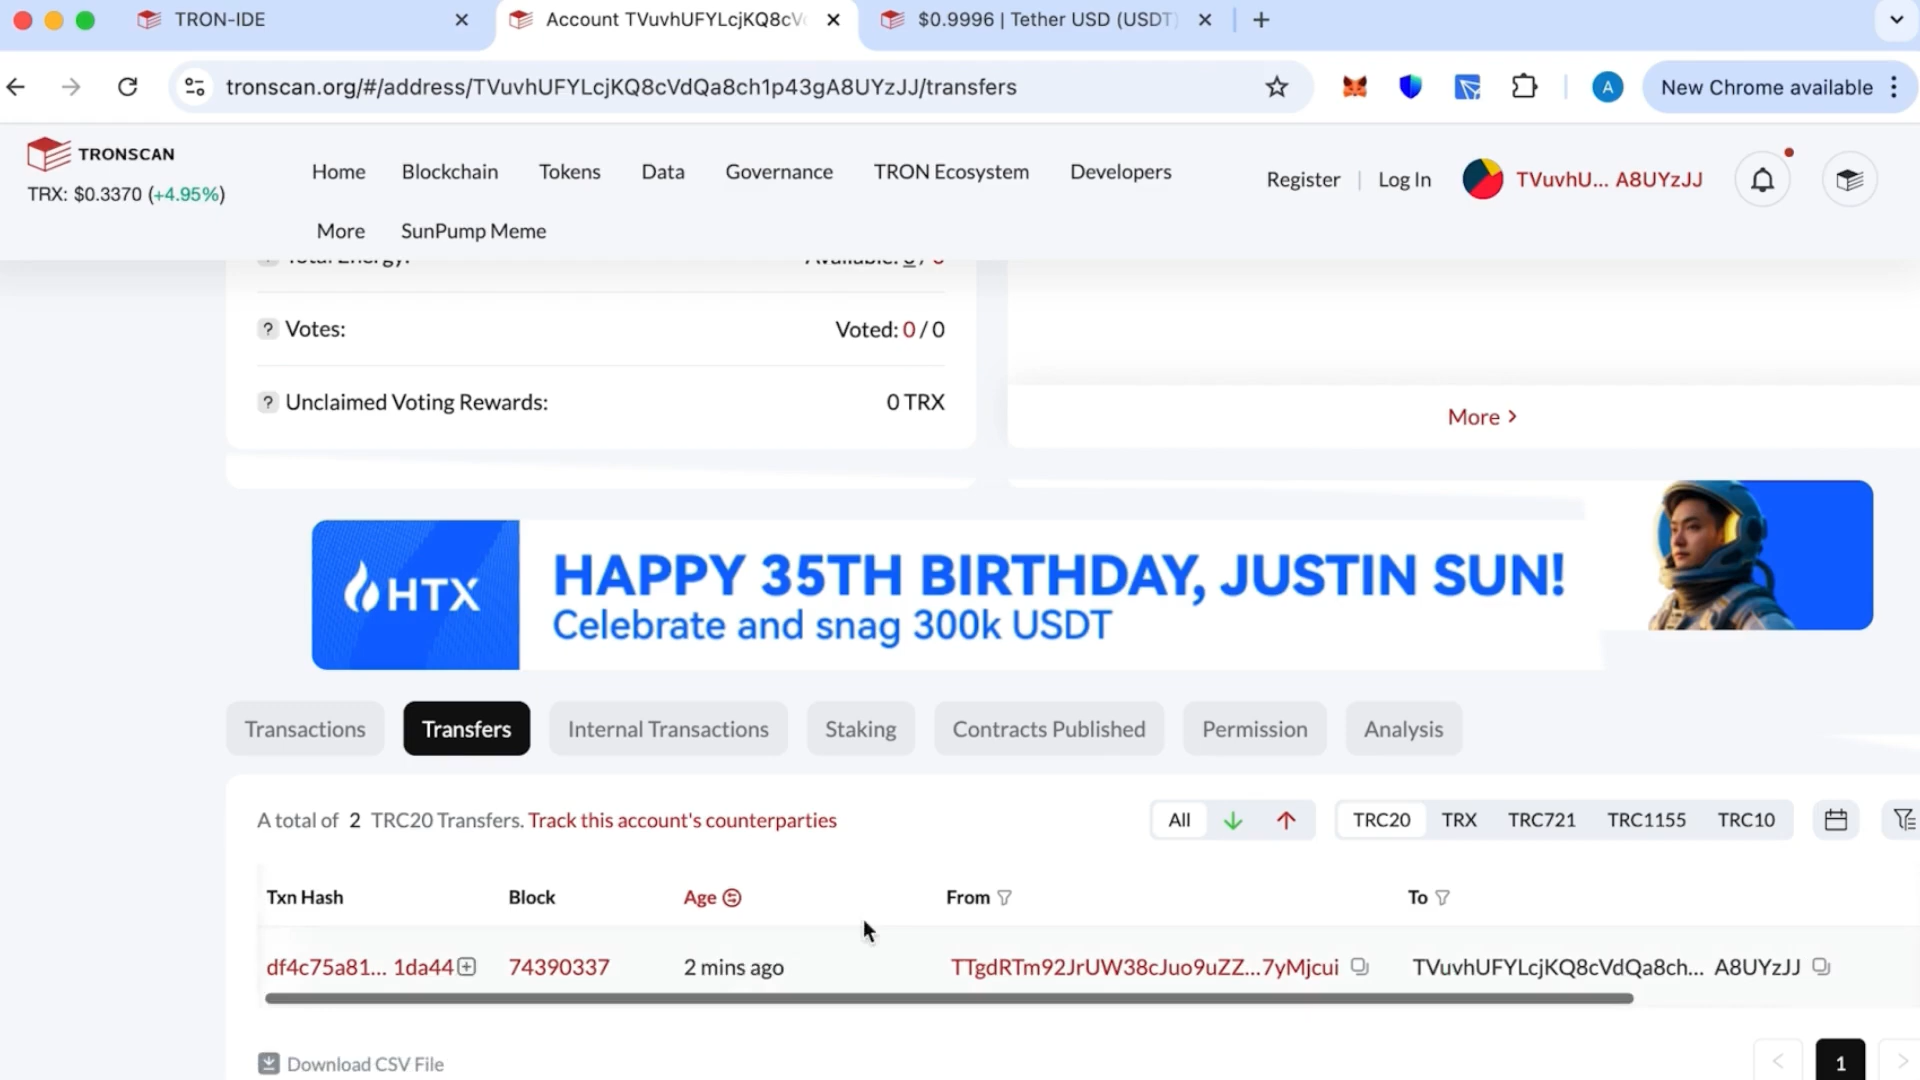 TRON-IDE
Account TVuvhUFYLcjKQ8cV
$0.9996 | Tether USD (USDT)
tronscan.org/#/address/TVuvhUFYLcjKQ8cVdQa8ch1p43gA8UYzJJ/transfers
A
New Chrome available
TRONSCAN
TRX: $0.3370 (+4.95%)
Home
Blockchain
Tokens
Data
Governance
TRON Ecosystem
Developers
More
SunPump Meme
Register | Log In
TVuvhU... A8UYzJJ
? Total Energy:
Available: 0 / 0
? Votes:
Voted: 0 / 0
? Unclaimed Voting Rewards:
0 TRX
More >
HTX
HAPPY 35TH BIRTHDAY, JUSTIN SUN!
Celebrate and snag 300k USDT
Transactions
Transfers
Internal Transactions
Staking
Contracts Published
Permission
Analysis
A total of 2 TRC20 Transfers. Track this account's counterparties
All
TRC20
TRX
TRC721
TRC1155
TRC10
Txn Hash
Block
Age
From
To
df4c75a81... 1da44
74390337
2 mins ago
TTgdRTm92JrUW38cJuo9uZZ...7yMjcui
TVuvhUFYLcjKQ8cVdQa8ch... A8UYzJJ
Download CSV File
< 1 >